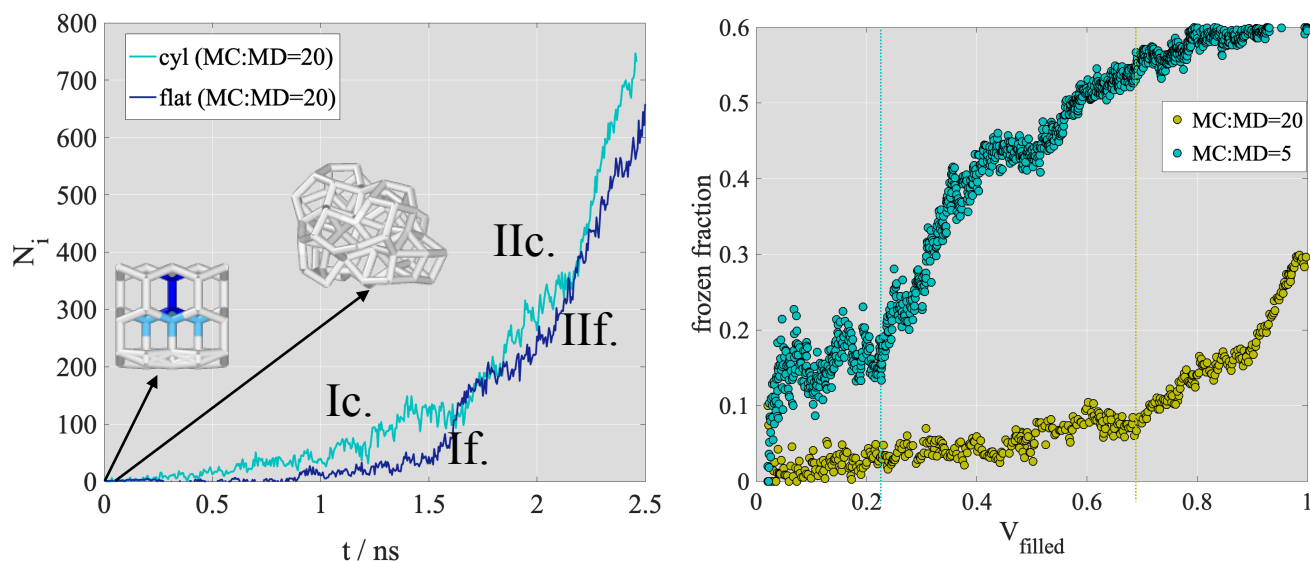 800
700
600
500
400
300
200
100
0
N_i
cyl (MC:MD=20)
flat (MC:MD=20)
Ic.
If.
IIc.
IIf.
0 0.5 1 1.5 2 2.5
t / ns
0.6
0.5
0.4
0.3
0.2
0.1
0
frozen fraction
MC:MD=20
MC:MD=5
0 0.2 0.4 0.6 0.8 1
V_filled